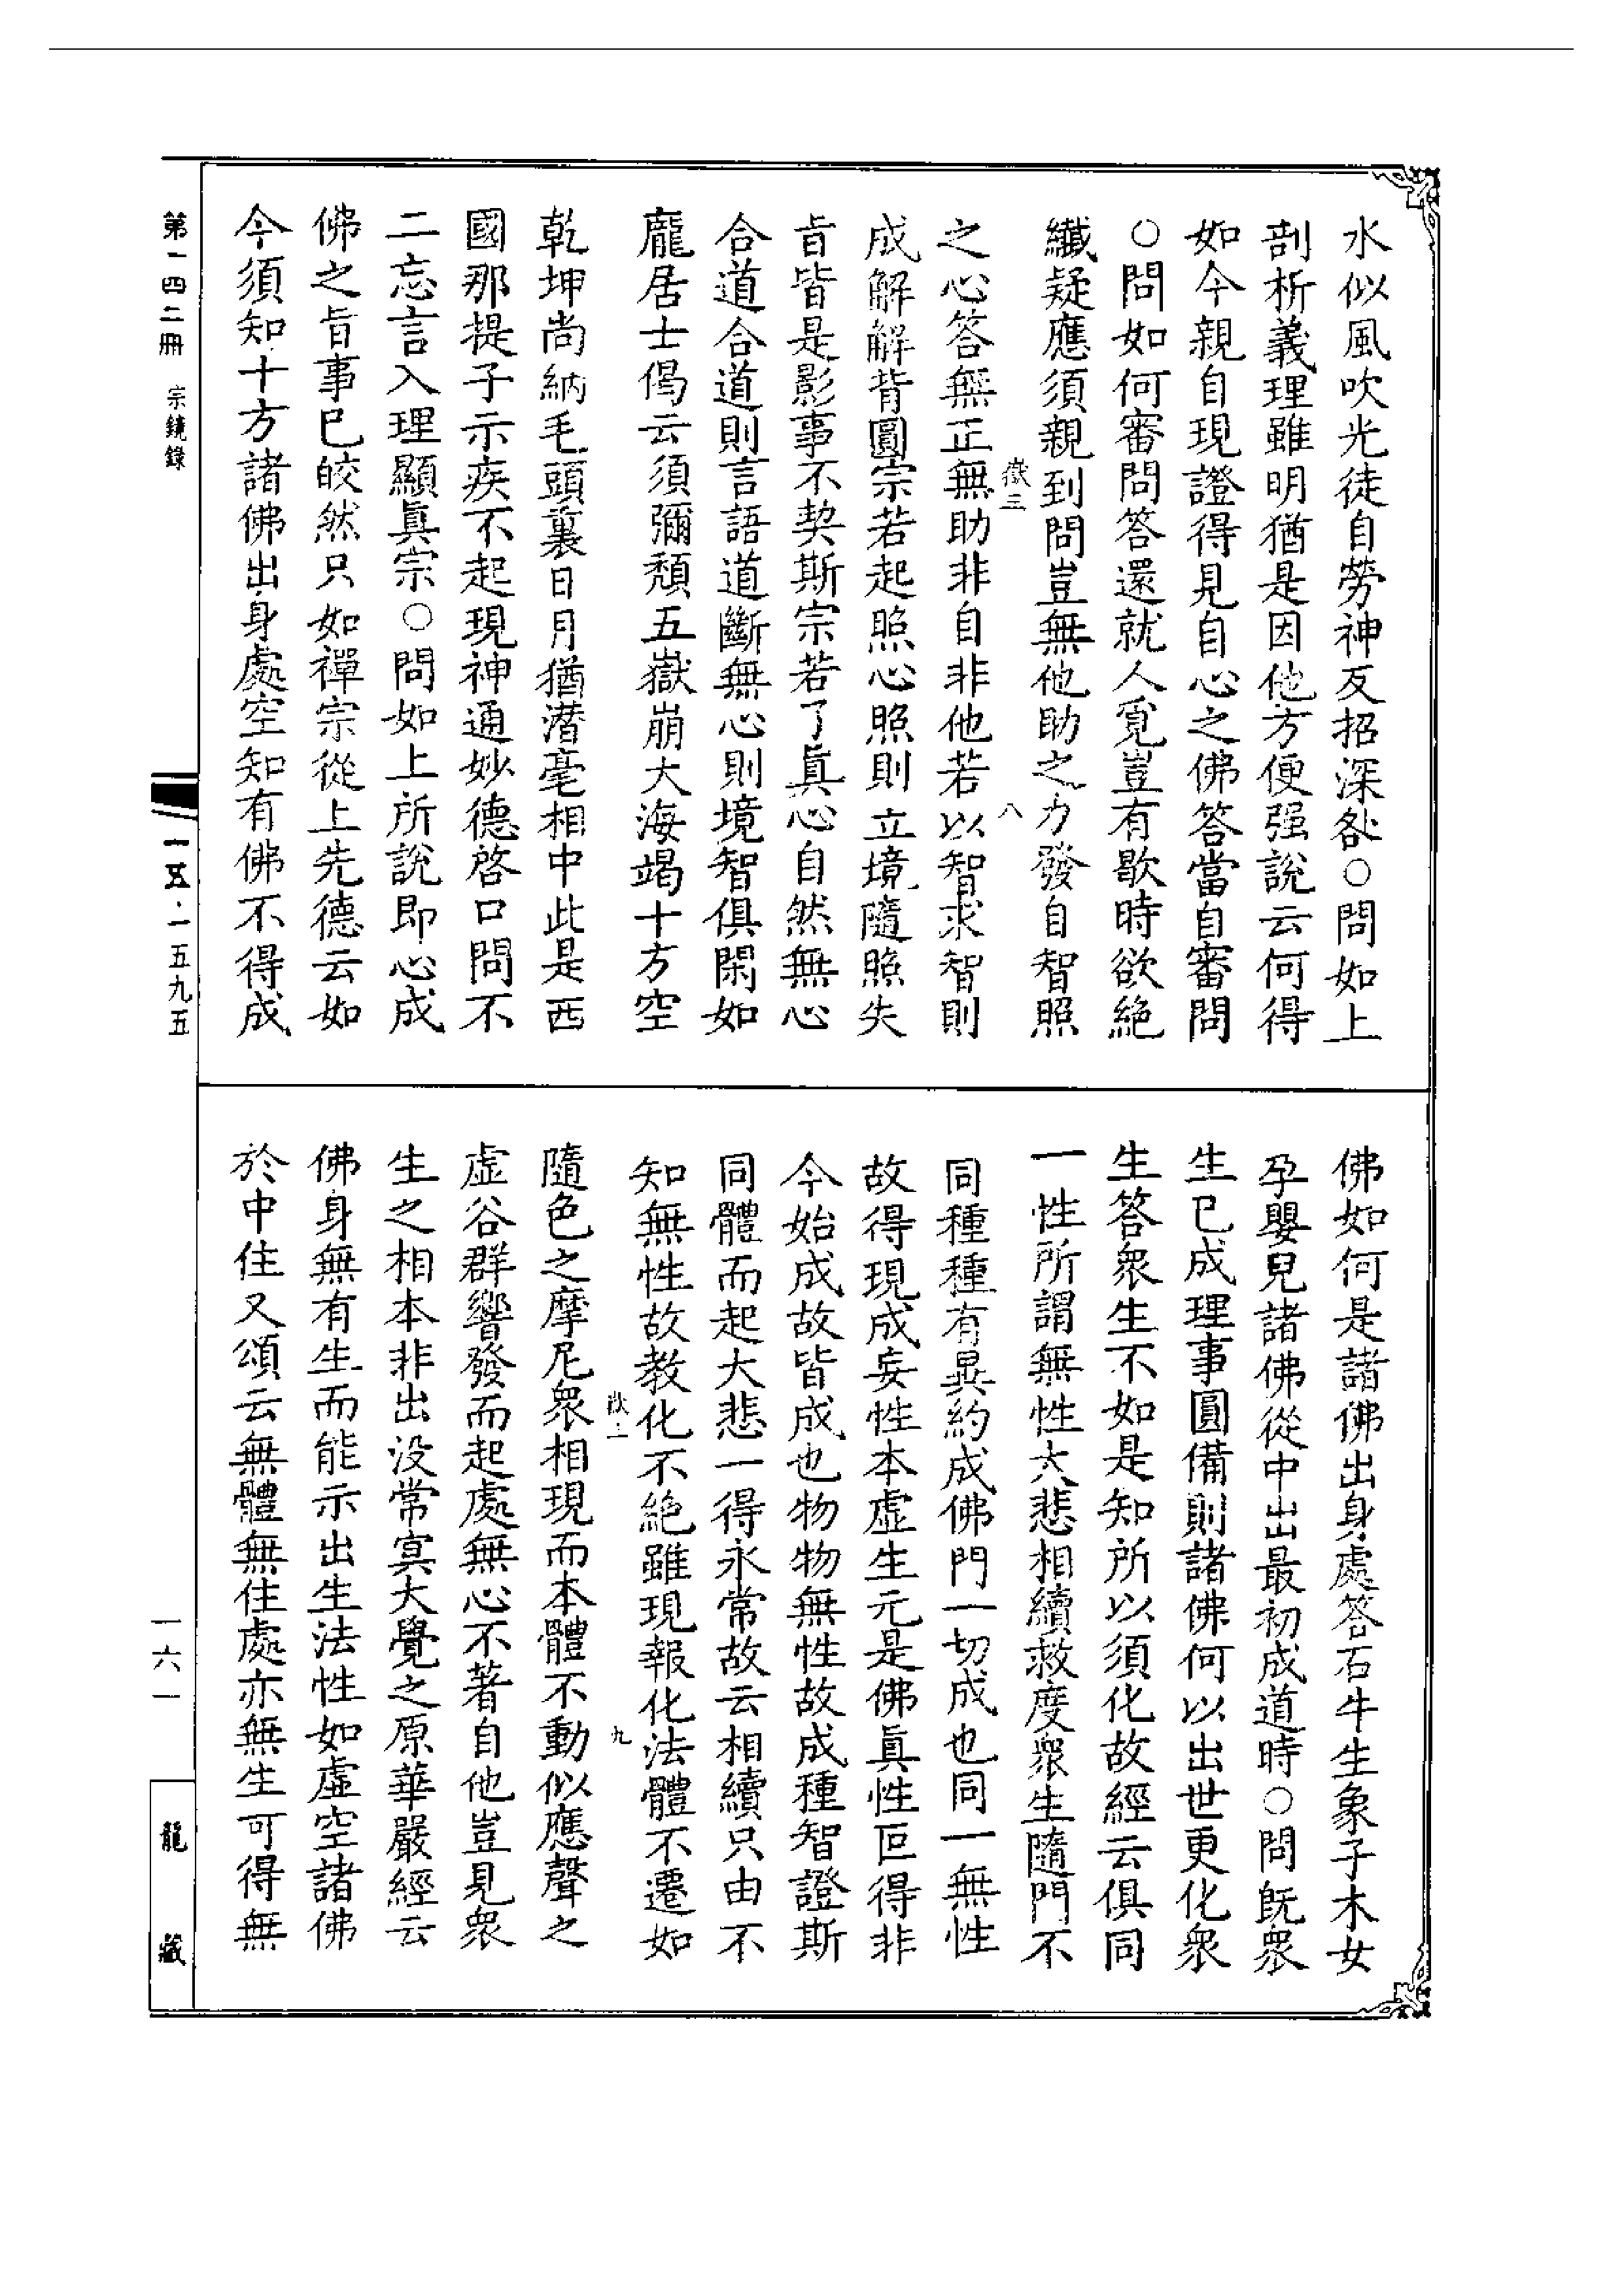 水似風吹光徒自勞神反招深咎○問如上
剖析義理雖明猶是因他方便强說云何得
如今親自現證得見自心之佛答當自審問
○問如何審問答還就人覓豈有歇時欲絕
纖疑應須親到問豈無他助之力發自智照
嶽三
八
之心答無正無助非自非他若以智求智則
成解解背圓宗若起照心照則立境隨照失
旨皆是影事不契斯宗若了眞心自然無心
合道合道則言語道斷無心則境智俱閑如
龐居士偈云須彌頹五嶽崩大海竭十方空
乾坤尚納毛頭裏日月猶潛毫相中此是西
國那提子示疾不起現神通妙德啓口問不
二忘言入理顯眞宗○問如上所說即心成
佛之旨事已皎然只如禪宗從上先德云如
今須知十方諸佛出身處空知有佛不得成
佛如何是諸佛出身處答石牛生象子木女
孕嬰兒諸佛從中出最初成道時○問既衆
生已成理事圓備則諸佛何以出世更化衆
生答衆生不如是知所以須化故經云俱同
一性所謂無性大悲相續救度衆生隨門不
同種種有異約成佛門一切成也同一無性
故得現成妄性本虛生元是佛眞性叵得非
今始成故皆成也物物無性故成種智證斯
同體而起大悲一得永常故云相續只由不
知無性故教化不絕雖現報化法體不遷如
九
隨色之摩尼衆相現而本體不動似應聲之
虛谷群響發而起處無心不著自他豈見衆
生之相本非出没常寞大覺之原華嚴經云
佛身無有生而能示出生法性如虛空諸佛
於中住又頌云無體無住處亦無生可得無
第一四二冊 宗鏡錄
一五·一五九五
一六一
龍藏